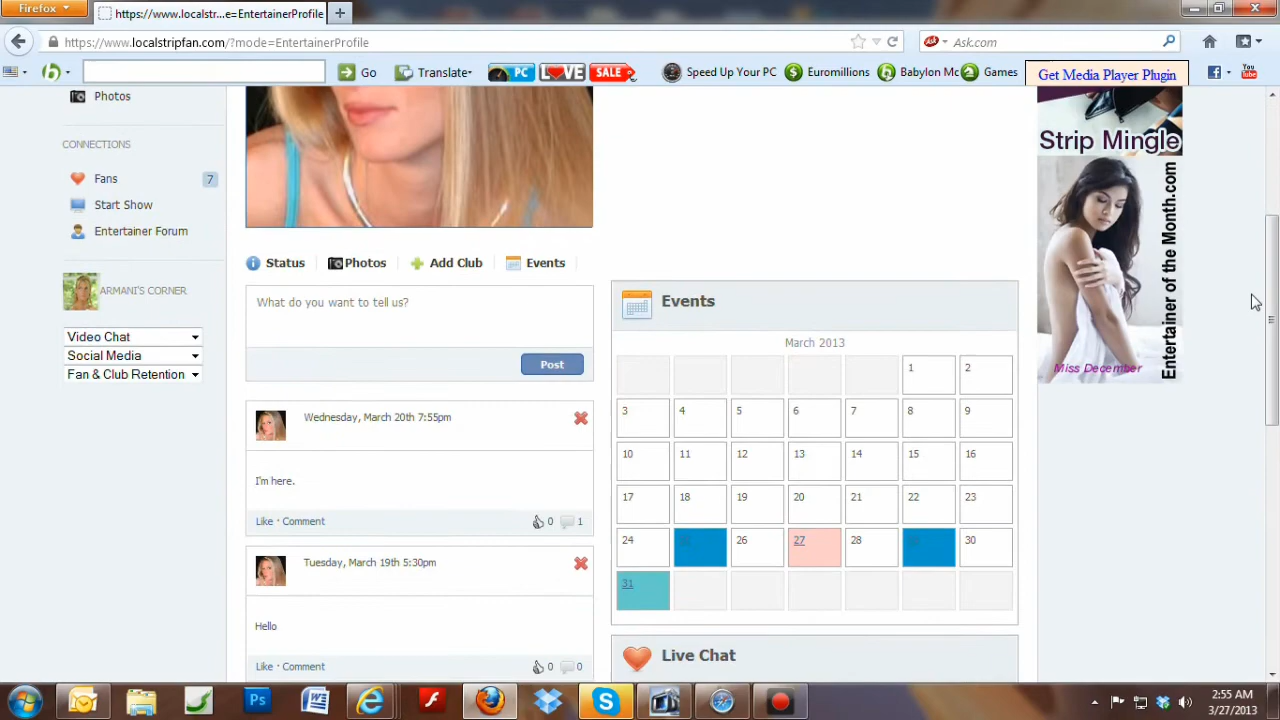 Firefox
https://www.localstr...e=EntertainerProfile
https://www.localstripfan.com/?mode=EntertainerProfile
Ask.com
Go
Translate
PC
LOVE
SALE
Speed Up Your PC
Euromillions
Babylon Mc
Games
Get Media Player Plugin
You Tube
Photos
CONNECTIONS
Fans
7
Start Show
Entertainer Forum
ARMANI'S CORNER
Video Chat
Social Media
Fan & Club Retention
Status
Photos
Add Club
Events
What do you want to tell us?
Post
Wednesday, March 20th 7:55pm
I'm here.
Like · Comment
0
1
Tuesday, March 19th 5:30pm
Hello
Like · Comment
0
0
Events
March 2013
1 2
3 4 5 6 7 8 9
10 11 12 13 14 15 16
17 18 19 20 21 22 23
24 26 27 28 30
31
Live Chat
Strip Mingle
Entertainer of the Month.com
Miss December
2:55 AM
3/27/2013